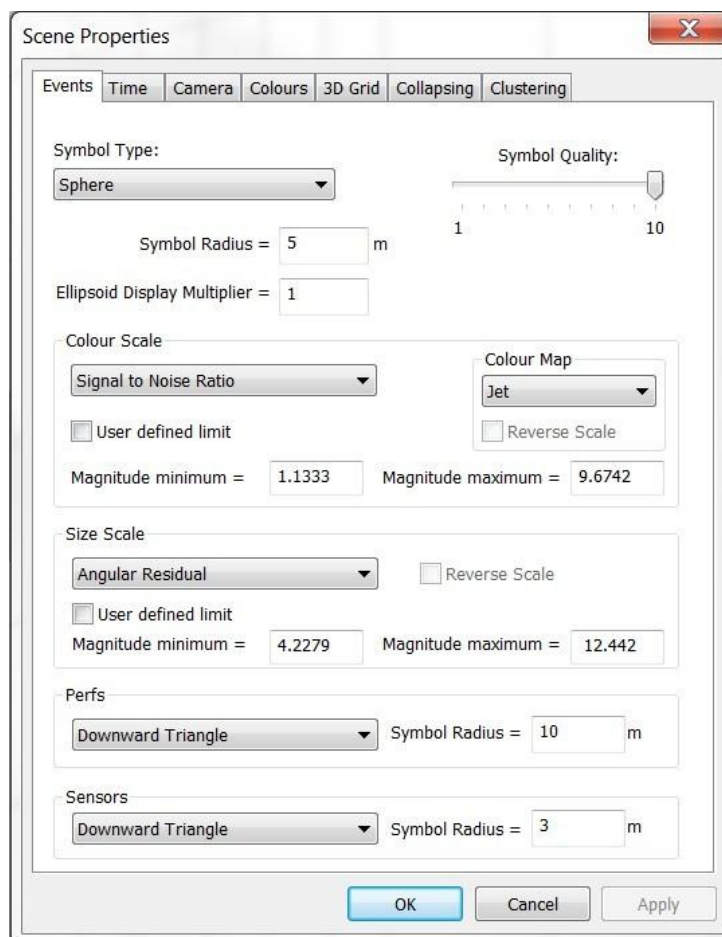 Scene Properties
Events Time Camera Colours 3D Grid Collapsing Clustering
Symbol Type: Symbol Quality:
Sphere
1 10
Symbol Radius = 5 m
Ellipsoid Display Multiplier = 1
Colour Scale
Colour Map
Signal to Noise Ratio
Jet
User defined limit
Reverse Scale
Magnitude minimum = 1.1333 Magnitude maximum = 9.6742
Size Scale
Angular Residual Reverse Scale
User defined limit
Magnitude minimum = 4.2279 Magnitude maximum = 12.442
Perfs
Downward Triangle Symbol Radius = 10 m
Sensors
Downward Triangle Symbol Radius = 3 m
OK Cancel Apply